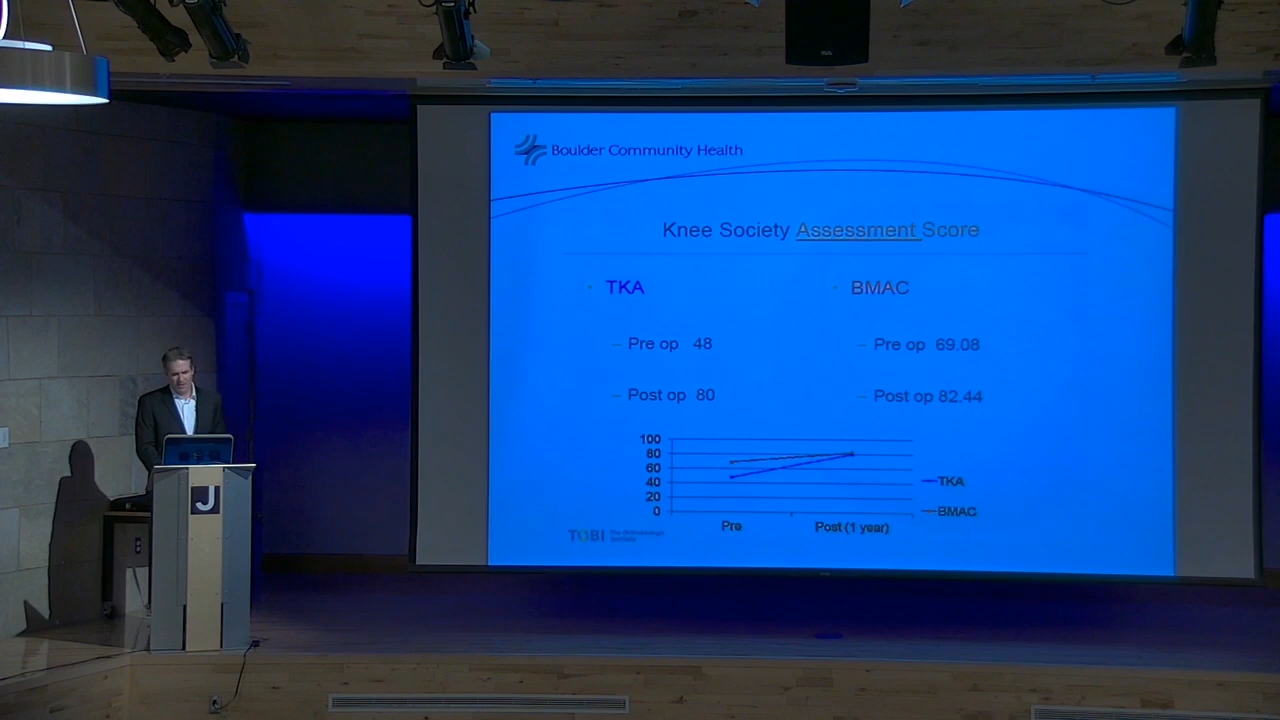 Boulder Community Health
Knee Society Assessment Score
TKA
– Pre op 48
– Post op 80
BMAC
– Pre op 69.08
– Post op 82.44
100
80
60
40
20
0
Pre
Post (1 year)
TKA
BMAC
TOBI
J